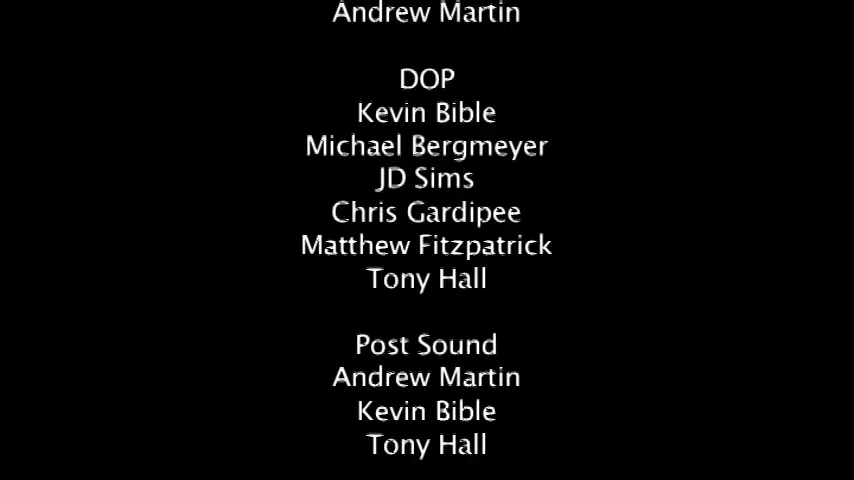 Andrew Martin
DOP
Kevin Bible
Michael Bergmeyer
JD Sims
Chris Gardipee
Matthew Fitzpatrick
Tony Hall
Post Sound
Andrew Martin
Kevin Bible
Tony Hall